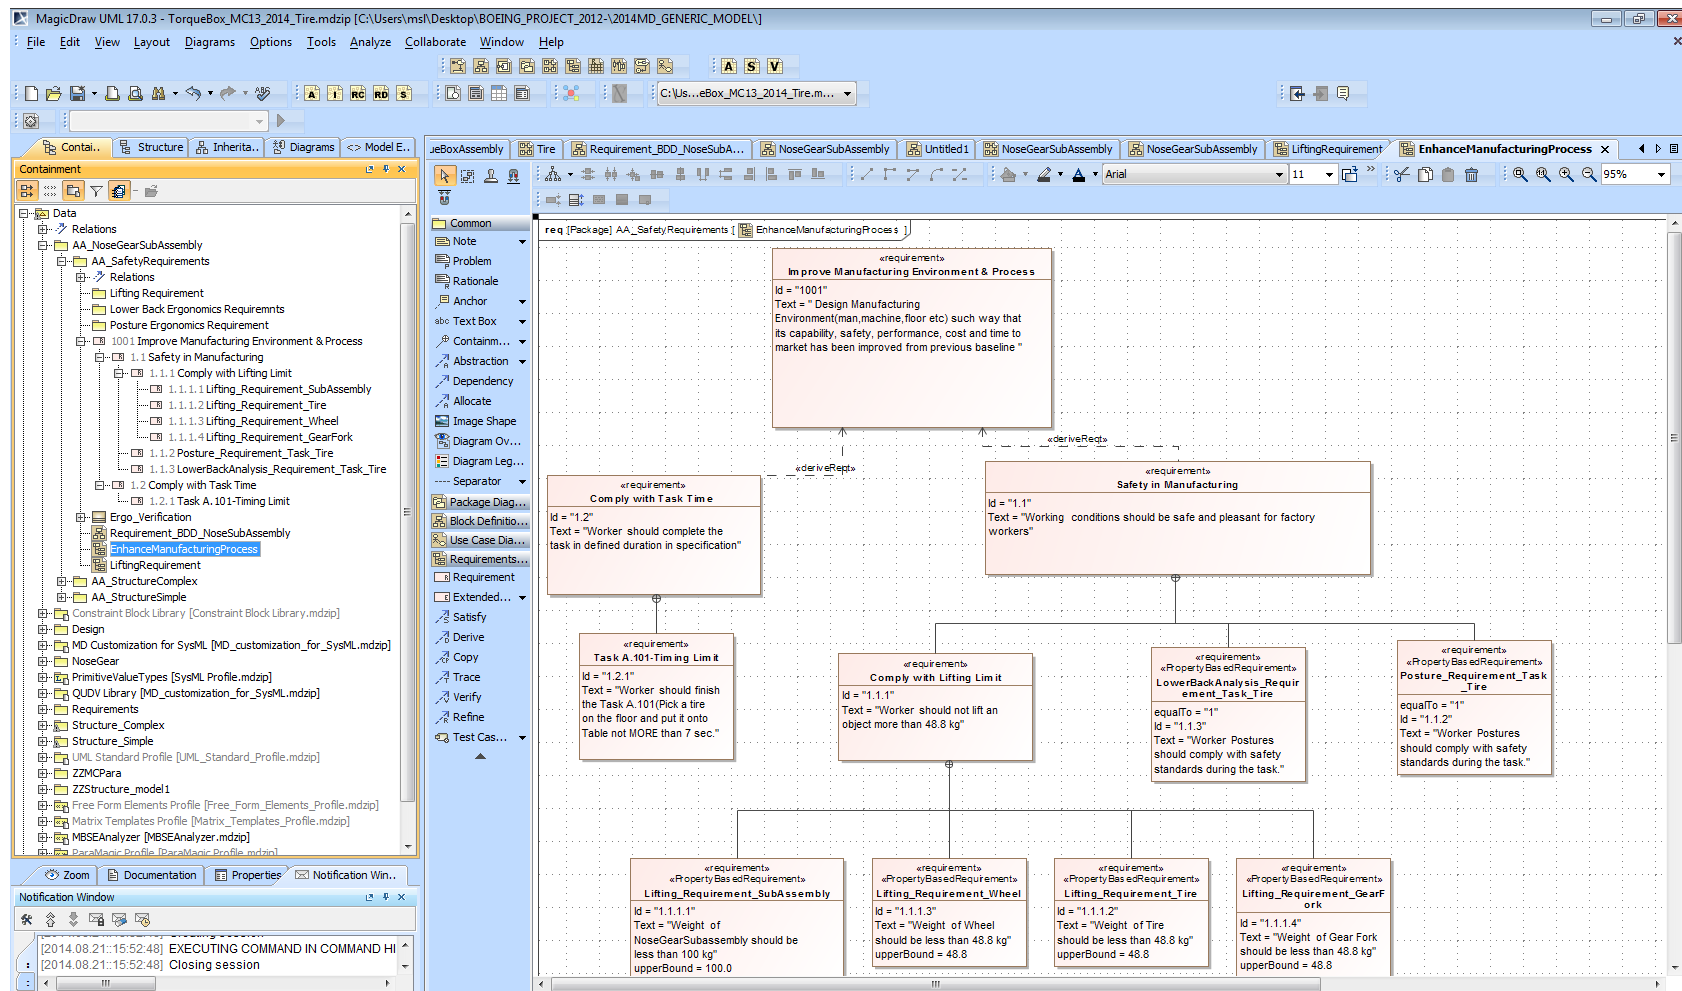 MagicDraw UML 17.0.3 - TorqueBox_MC13_2014_Tire.mdzip [C:\Users\msl\Desktop\BOEING_PROJECT_2012-\2014MD_GENERIC_MODEL\]
File Edit View Layout Diagrams Options Tools Analyze Collaborate Window Help
A S V
A I RC RD S
C:\Us...eBox_MC13_2014_Tire.m...
Contai.. Structure Inherita.. Diagrams <> Model E..
Containment
Data
Relations
AA_NoseGearSubAssembly
AA_SafetyRequirements
Relations
Lifting Requirement
Lower Back Ergonomics Requiremnts
Posture Ergonomics Requirement
1001 Improve Manufacturing Environment & Process
1.1 Safety in Manufacturing
1.1.1 Comply with Lifting Limit
1.1.1.1 Lifting_Requirement_SubAssembly
1.1.1.2 Lifting_Requirement_Tire
1.1.1.3 Lifting_Requirement_Wheel
1.1.1.4 Lifting_Requirement_GearFork
1.1.2 Posture_Requirement_Task_Tire
1.1.3 LowerBackAnalysis_Requirement_Task_Tire
1.2 Comply with Task Time
1.2.1 Task A.101-Timing Limit
Ergo_Verification
Requirement_BDD_NoseSubAssembly
EnhanceManufacturingProcess
LiftingRequirement
AA_StructureComplex
AA_StructureSimple
Constraint Block Library [Constraint Block Library.mdzip]
Design
MD Customization for SysML [MD_customization_for_SysML.mdzip]
NoseGear
PrimitiveValueTypes [SysML Profile.mdzip]
QUDV Library [MD_customization_for_SysML.mdzip]
Requirements
Structure_Complex
Structure_Simple
UML Standard Profile [UML_Standard_Profile.mdzip]
ZZMCPara
ZZStructure_model1
Free Form Elements Profile [Free_Form_Elements_Profile.mdzip]
Matrix Templates Profile [Matrix_Templates_Profile.mdzip]
MBSEAnalyzer [MBSEAnalyzer.mdzip]
ParaMagic Profile [ParaMagic Profile.mdzip]
Zoom Documentation Properties Notification Win..
Notification Window
[2014.08.21::15:52:48] Creating session
[2014.08.21::15:52:48] EXECUTING COMMAND IN COMMAND HI
[2014.08.21::15:52:48] Closing session
ueBoxAssembly Tire Requirement_BDD_NoseSubA... NoseGearSubAssembly Untitled1 NoseGearSubAssembly NoseGearSubAssembly LiftingRequirement EnhanceManufacturingProcess
Arial 11 95%
Common
Note
Problem
Rationale
Anchor
abc Text Box
Containm...
Abstraction
Dependency
Allocate
Image Shape
Diagram Ov...
Diagram Leg...
Separator
Package Diag...
Block Definitio...
Use Case Dia...
Requirements...
Requirement
Extended...
Satisfy
Derive
Copy
Trace
Verify
Refine
Test Cas...
req [Package] AA_SafetyRequirements [ EnhanceManufacturingProcess ]
«requirement»
Improve Manufacturing Environment & Process
Id = "1001"
Text = " Design Manufacturing
Environment(man,machine,floor etc) such way that
its capability, safety, performance, cost and time to
market has been improved from previous baseline "
«deriveReqt»
«deriveReqt»
«requirement»
Comply with Task Time
Id = "1.2"
Text = "Worker should complete the
task in defined duration in specification"
«requirement»
Safety in Manufacturing
Id = "1.1"
Text = "Working conditions should be safe and pleasant for factory
workers"
«requirement»
Task A.101-Timing Limit
Id = "1.2.1"
Text = "Worker should finish
the Task A.101(Pick a tire
on the floor and put it onto
Table not MORE than 7 sec."
«requirement»
Comply with Lifting Limit
Id = "1.1.1"
Text = "Worker should not lift an
object more than 48.8 kg"
«requirement»
«PropertyBasedRequirement»
LowerBackAnalysis_Requir
ement_Task_Tire
equalTo = "1"
Id = "1.1.3"
Text = "Worker Postures
should comply with safety
standards during the task."
«requirement»
«PropertyBasedRequirement»
Posture_Requirement_Task
_Tire
equalTo = "1"
Id = "1.1.2"
Text = "Worker Postures
should comply with safety
standards during the task."
«requirement»
«PropertyBasedRequirement»
Lifting_Requirement_SubAssembly
Id = "1.1.1.1"
Text = "Weight of
NoseGearSubassembly should be
less than 100 kg"
upperBound = 100.0
«requirement»
«PropertyBasedRequirement»
Lifting_Requirement_Wheel
Id = "1.1.1.3"
Text = "Weight of Wheel
should be less than 48.8 kg"
upperBound = 48.8
«requirement»
«PropertyBasedRequirement»
Lifting_Requirement_Tire
Id = "1.1.1.2"
Text = "Weight of Tire
should be less than 48.8 kg"
upperBound = 48.8
«requirement»
«PropertyBasedRequirement»
Lifting_Requirement_GearF
ork
Id = "1.1.1.4"
Text = "Weight of Gear Fork
should be less than 48.8 kg"
upperBound = 48.8